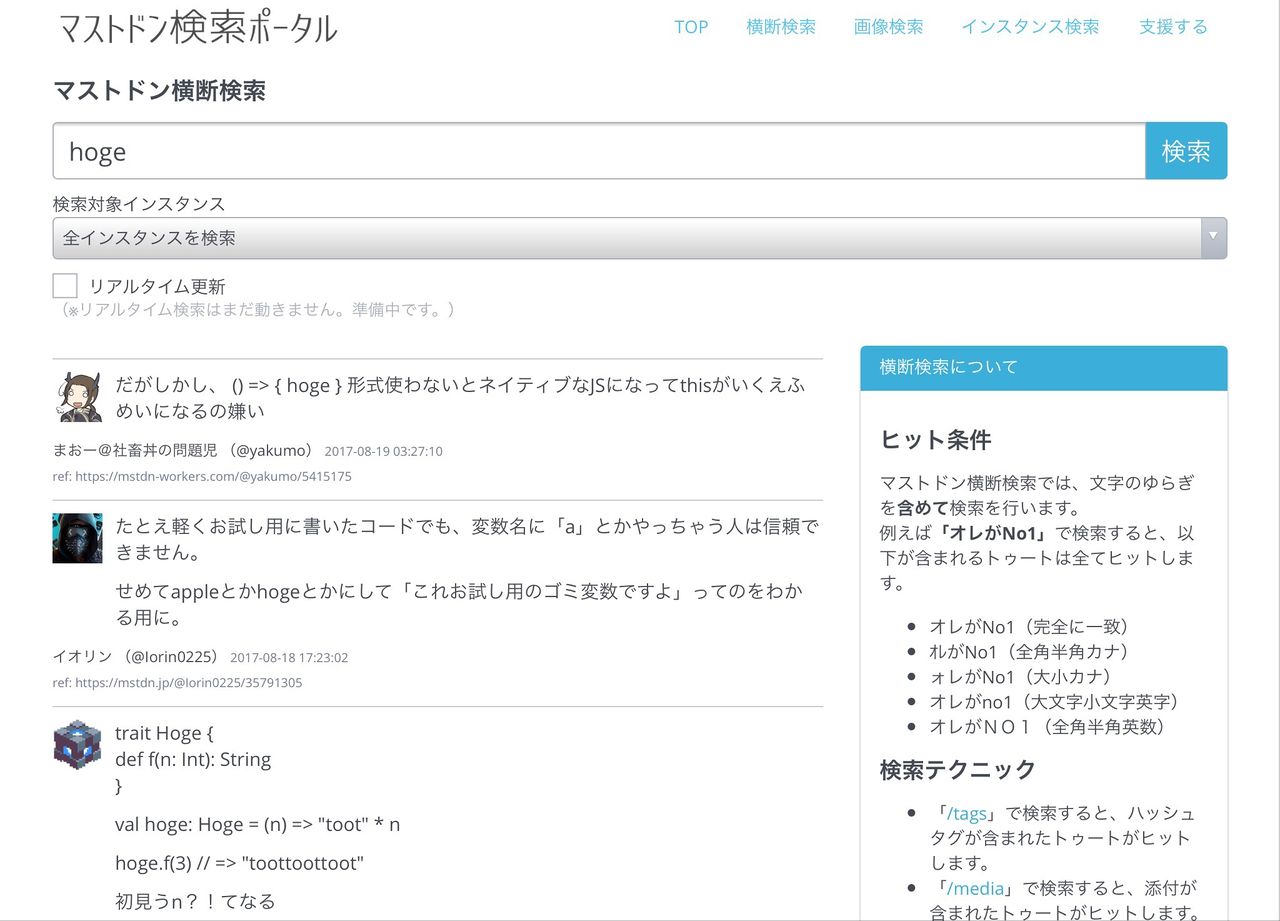 マストドン検索ポータル
TOP 横断検索 画像検索 インスタンス検索 支援する
マストドン横断検索
hoge 検索
検索対象インスタンス
全インスタンスを検索
リアルタイム更新
（※リアルタイム検索はまだ動きません。準備中です。）
だがしかし、 () => { hoge } 形式使わないとネイティブなJSになってthisがいくえふ
めいになるの嫌い
まおー＠社畜丼の問題児 （@yakumo） 2017-08-19 03:27:10
ref: https://mstdn-workers.com/@yakumo/5415175
たとえ軽くお試し用に書いたコードでも、変数名に「a」とかやっちゃう人は信頼で
きません。
せめてappleとかhogeとかにして「これお試し用のゴミ変数ですよ」ってのをわか
る用に。
イオリン （@Iorin0225） 2017-08-18 17:23:02
ref: https://mstdn.jp/@Iorin0225/35791305
trait Hoge {
def f(n: Int): String
}
val hoge: Hoge = (n) => "toot" * n
hoge.f(3) // => "toottoottoot"
初見うn？！てなる
横断検索について
ヒット条件
マストドン横断検索では、文字のゆらぎ
を含めて検索を行います。
例えば「オレがNo1」で検索すると、以
下が含まれるトゥートは全てヒットしま
す。
オレがNo1（完全に一致）
ｵﾚがNo1（全角半角カナ）
ォレがNo1（大小カナ）
オレがno1（大文字小文字英字）
オレがＮＯ１（全角半角英数）
検索テクニック
「/tags」で検索すると、ハッシュ
タグが含まれたトゥートがヒット
します。
「/media」で検索すると、添付が
含まれたトゥートがヒットします。